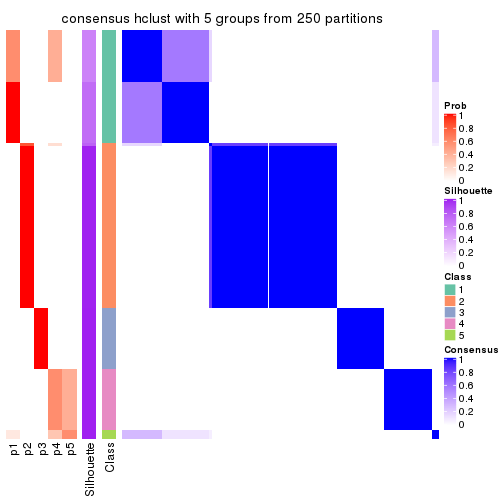 consensus hclust with 5 groups from 250 partitions
Prob
1
0.8
0.6
0.4
0.2
0
Silhouette
1
0.8
0.6
0.4
0.2
0
Class
1
2
3
4
5
Consensus
1
0.8
0.6
0.4
0.2
0
p1
p2
p3
p4
p5
Silhouette
Class